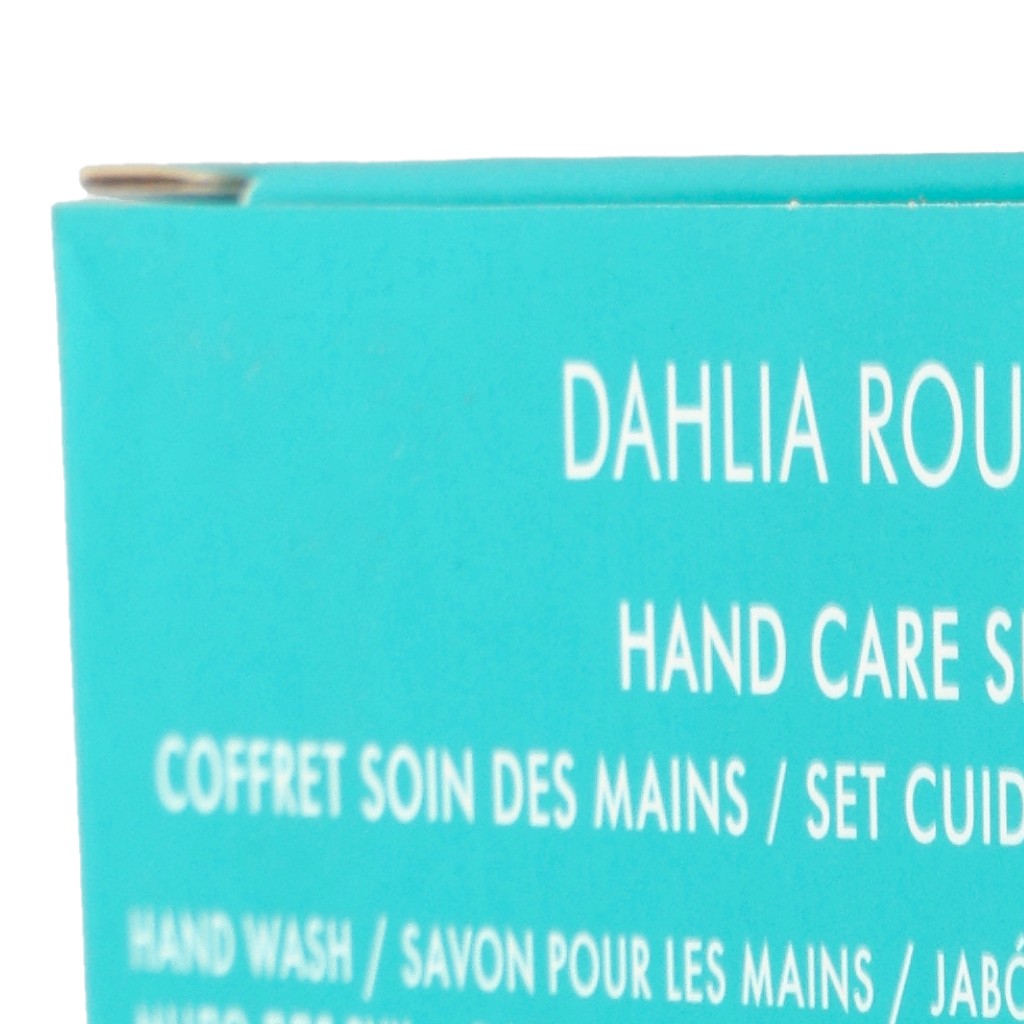 DAHLIA ROU
HAND CARE S
COFFRET SOIN DES MAINS / SET CUID
HAND WASH / SAVON POUR LES MAINS / JABÓ